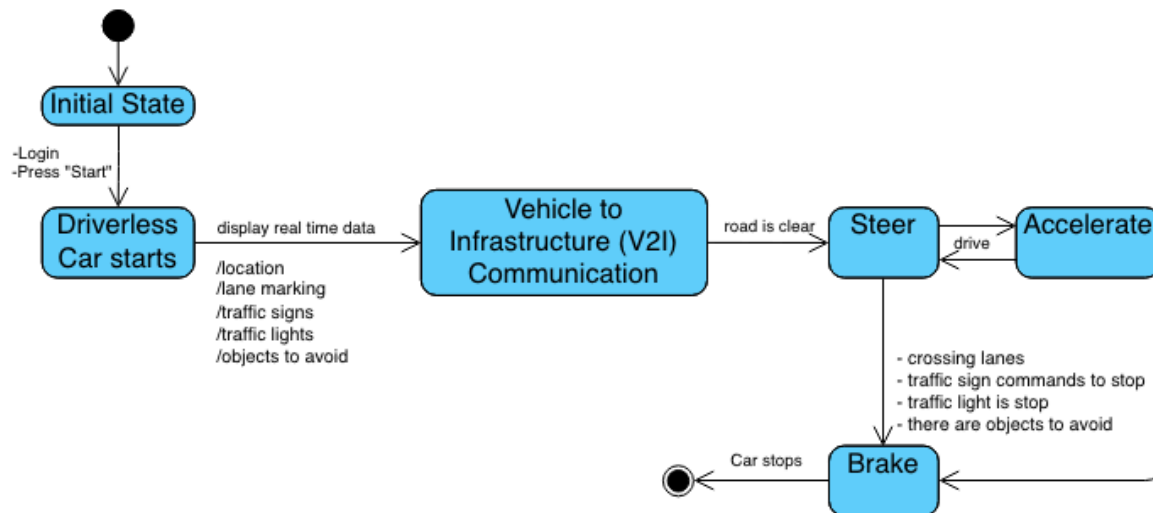 Initial State
-Login
-Press "Start"
Driverless
Car starts
display real time data
/location
/lane marking
/traffic signs
/traffic lights
/objects to avoid
Vehicle to
Infrastructure (V2I)
Communication
road is clear
Steer
drive
Accelerate
- crossing lanes
- traffic sign commands to stop
- traffic light is stop
- there are objects to avoid
Brake
Car stops